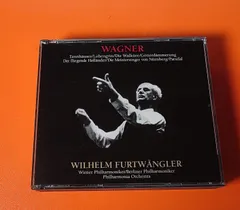 WAGNER
Tannhäuser/Lohengrin/Die Walküre/Götterdämmerung
Der fliegende Holländer/Die Meistersinger von Nürnberg/Parsifal
WILHELM FURTWÄNGLER
Wiener Philharmoniker/Berliner Philharmoniker
Philharmonia Orchestra